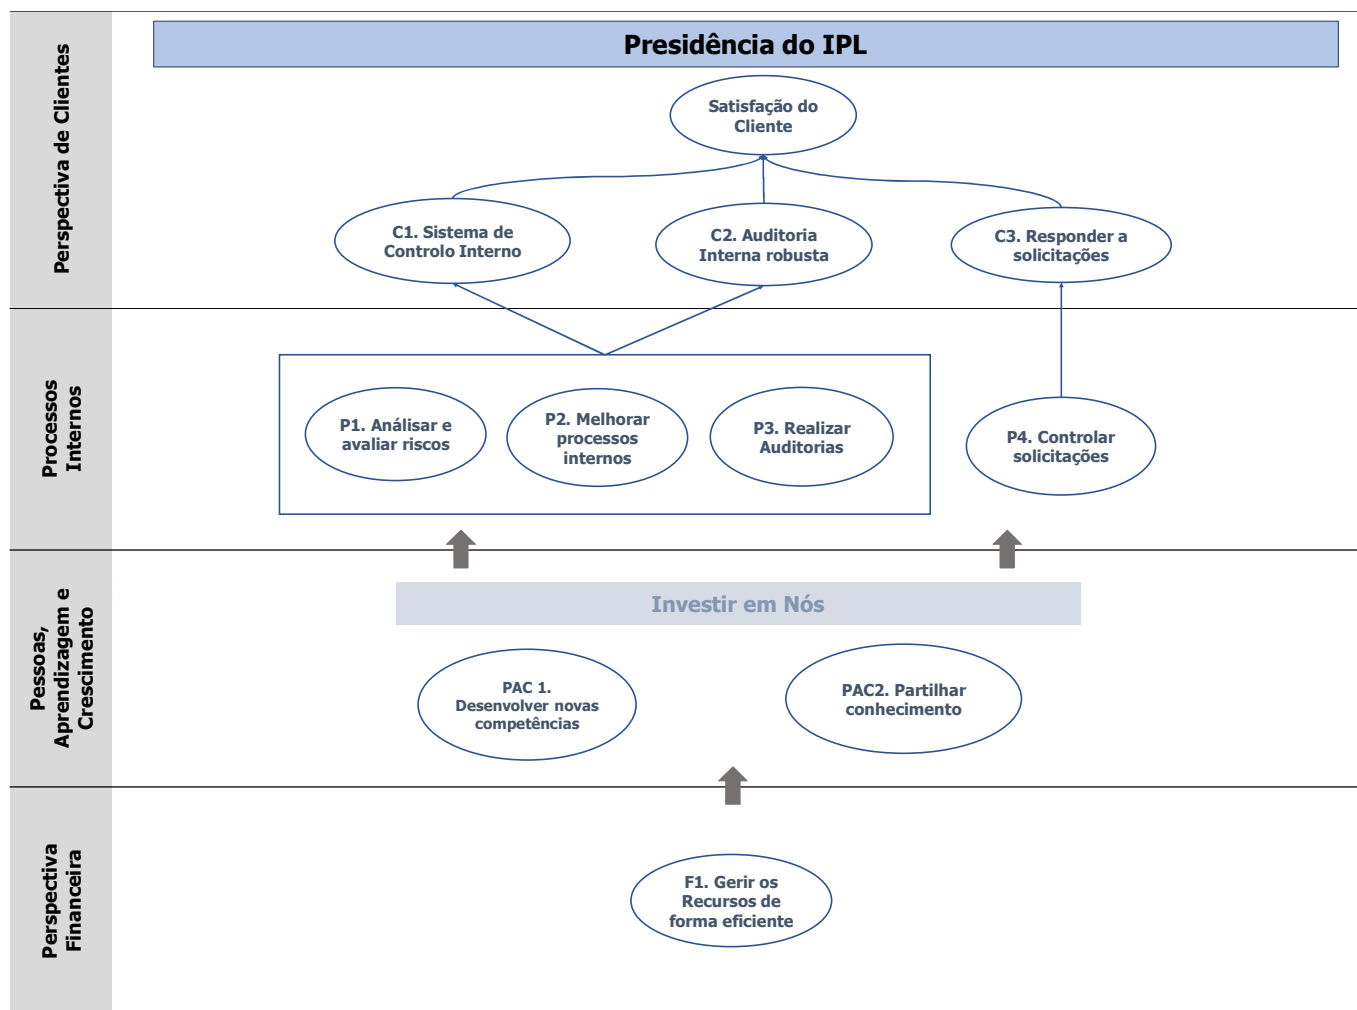 Presidência do IPL
Perspectiva de Clientes
Satisfação do
Cliente
C1. Sistema de
Controlo Interno
C2. Auditoria
Interna robusta
C3. Responder a
solicitações
Processos
Internos
P1. Análisar e
avaliar riscos
P2. Melhorar
processos
internos
P3. Realizar
Auditorias
P4. Controlar
solicitações
Pessoas,
Aprendizagem e
Crescimento
Investir em Nós
PAC 1.
Desenvolver novas
competências
PAC2. Partilhar
conhecimento
Perspectiva
Financeira
F1. Gerir os
Recursos de
forma eficiente